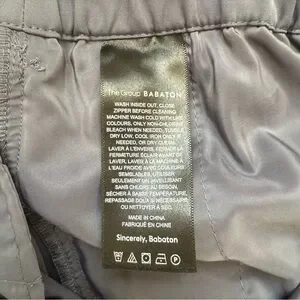 The Group BABATON
WASH INSIDE OUT, CLOSE
ZIPPER BEFORE CLEANING
MACHINE WASH COLD WITH LIKE
COLOURS, ONLY NON-CHLORINE
BLEACH WHEN NEEDED, TUMBLE
DRY LOW, COOL IRON ONLY IF
NEEDED, OR DRY CLEAN.
LAVER À L'ENVERS, FERMER LA
FERMETURE ÉCLAIR AVANT DE
LAVER. LAVER À LA MACHINE À
L'EAU FROIDE AVEC COULEURS
SEMBLABLES, UTILISER
SEULEMENT UN JAVELLISANT
SANS CHLORE AU BESOIN,
SÉCHER À BASSE TEMPÉRATURE,
REPASSAGE DOUX SI NÉCESSAIRE
OU NETTOYER À SEC.
MADE IN CHINA
FABRIQUÉ EN CHINE
Sincerely, Babaton